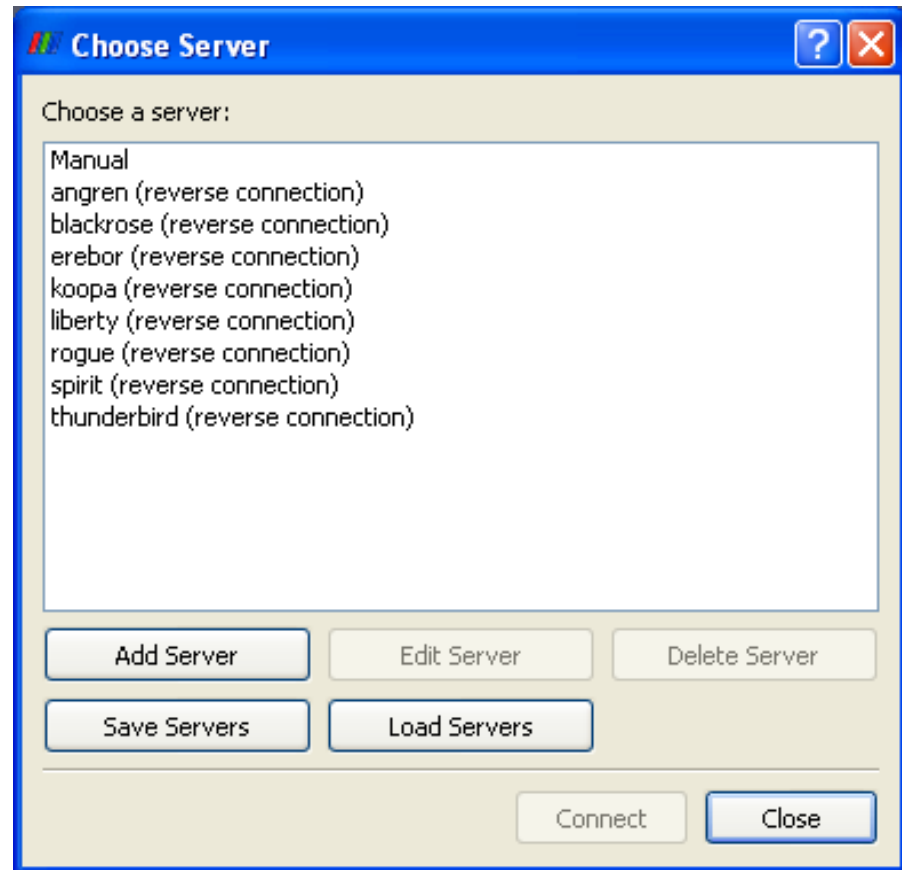 Choose Server
Choose a server:
Manual
angren (reverse connection)
blackrose (reverse connection)
erebor (reverse connection)
koopa (reverse connection)
liberty (reverse connection)
rogue (reverse connection)
spirit (reverse connection)
thunderbird (reverse connection)
Add Server Edit Server Delete Server
Save Servers Load Servers
Connect Close